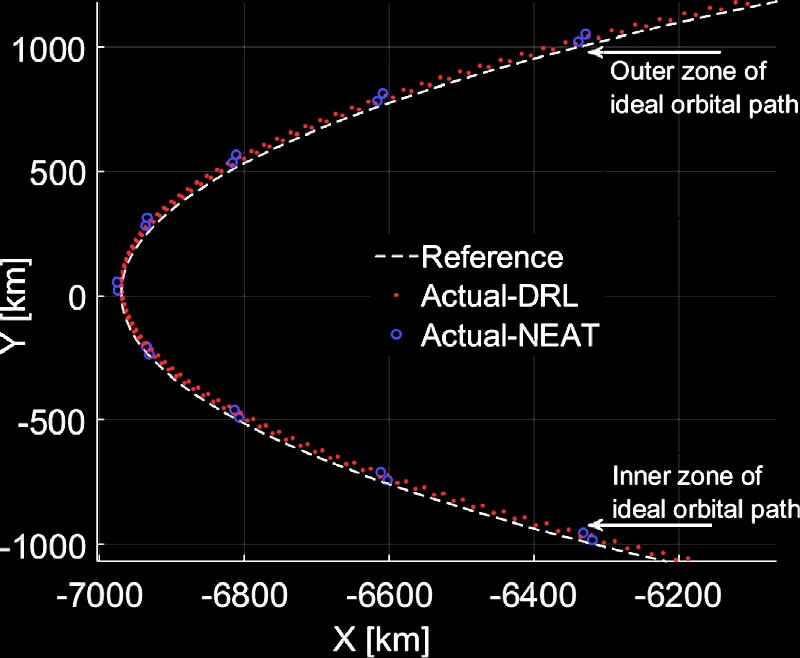 1000
Outer zone of
ideal orbital path
500
--- Reference
0
Actual-DRL
Actual-NEAT
Y [km]
-500
Inner zone of
ideal orbital path
-1000
-7000 -6800 -6600 -6400 -6200
X [km]